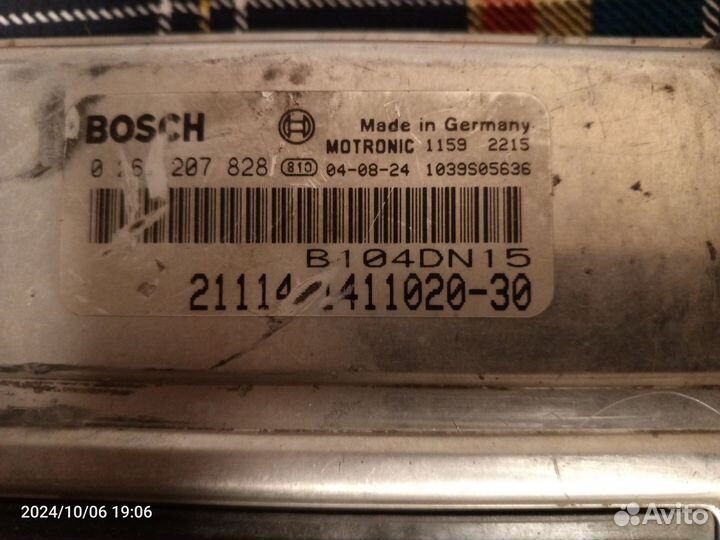 BOSCH
Made in Germany
MOTRONIC 1159 2215
207 828 810 04-08-24 1039S05636
B104DN15
21114-1411020-30
2024/10/06 19:06
Avito